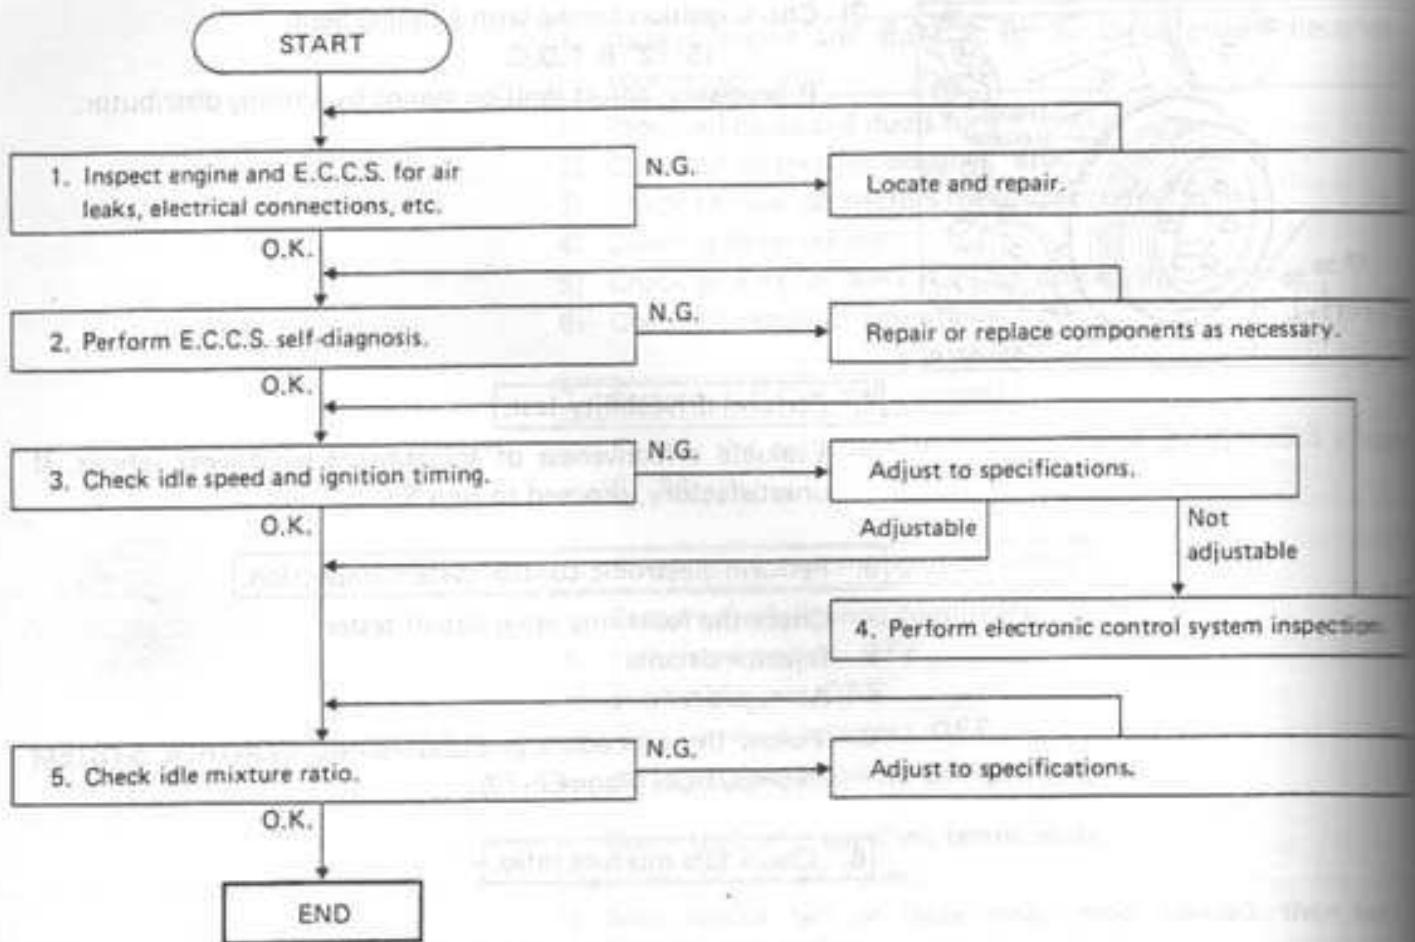 START
1. Inspect engine and E.C.C.S. for air
leaks, electrical connections, etc.
N.G.
Locate and repair.
O.K.
2. Perform E.C.C.S. self-diagnosis.
N.G.
Repair or replace components as necessary.
O.K.
3. Check idle speed and ignition timing.
N.G.
Adjust to specifications.
O.K.
Adjustable
Not
adjustable
4. Perform electronic control system inspection.
5. Check idle mixture ratio.
N.G.
Adjust to specifications.
O.K.
END